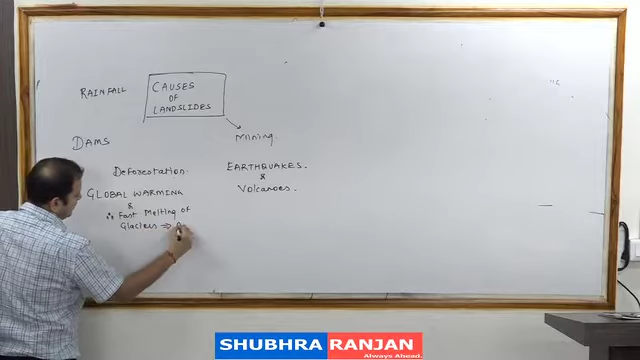 RAINFALL
CAUSES
OF
LANDSLIDES
DAMS
Mining.
Deforestation.
EARTHQUAKES.
&
Volcanoes.
GLOBAL WARMING
&
∴ Fast Melting of
Glaciers ⇒
SHUBHRA RANJAN
Always Ahead.